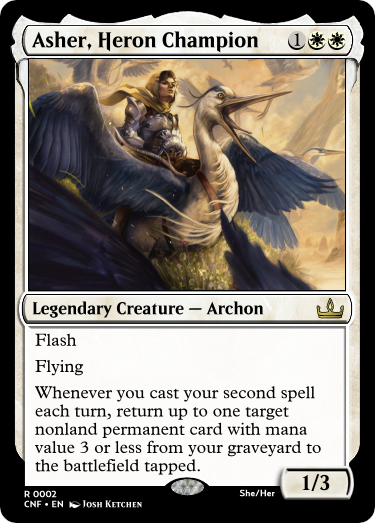 Asher, Heron Champion 1
Legendary Creature — Archon
Flash
Flying
Whenever you cast your second spell
each turn, return up to one target
nonland permanent card with mana
value 3 or less from your graveyard to
the battlefield tapped.
1/3
R 0002
She/Her
CNF • EN Josh Ketchen